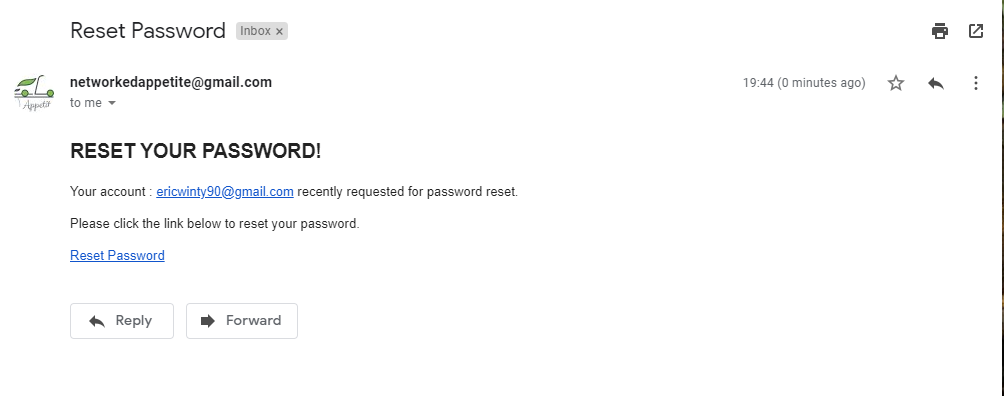 Reset Password Inbox ×
networkedappetite@gmail.com 19:44 (0 minutes ago)
to me
Appetit
RESET YOUR PASSWORD!
Your account : ericwinty90@gmail.com recently requested for password reset.
Please click the link below to reset your password.
Reset Password
Reply Forward